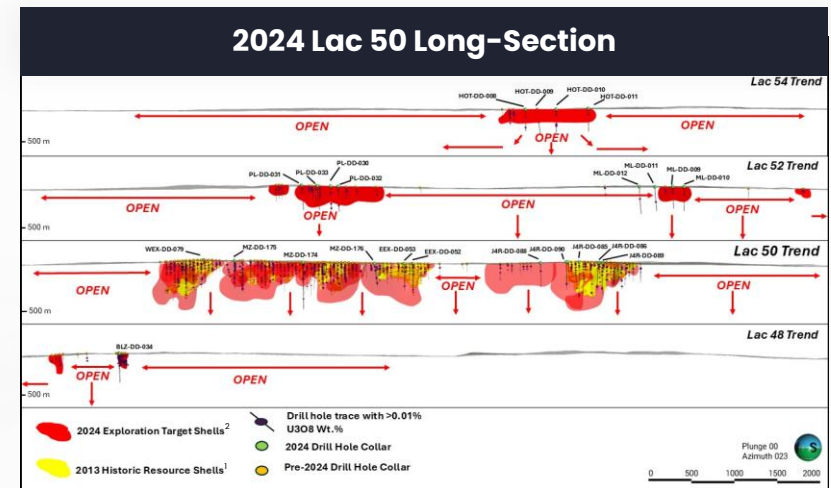 2024 Lac 50 Long-Section
Lac 54 Trend
HOT-DD-008 HOT-DD-009 HOT-DD-010 HOT-DD-011
OPEN OPEN OPEN
500 m
Lac 52 Trend
PL-DD-031 PL-DD-033 PL-DD-030 PL-DD-032 ML-DD-012 ML-DD-011 ML-DD-009 ML-DD-010
OPEN OPEN OPEN OPEN
500 m
Lac 50 Trend
WEX-DD-079 MZ-DD-175 MZ-DD-174 MZ-DD-176 EEX-DD-053 EEX-DD-052 J4R-DD-088 J4R-DD-090 J4R-DD-085 J4R-DD-086 J4R-DD-089
OPEN OPEN OPEN
500 m
Lac 48 Trend
BLZ-DD-034
OPEN OPEN
500 m
2024 Exploration Target Shells2
2013 Historic Resource Shells1
Drill hole trace with >0.01%
U3O8 Wt.%
2024 Drill Hole Collar
Pre-2024 Drill Hole Collar
Plunge 00
Azimuth 023
S
0 500 1000 1500 2000